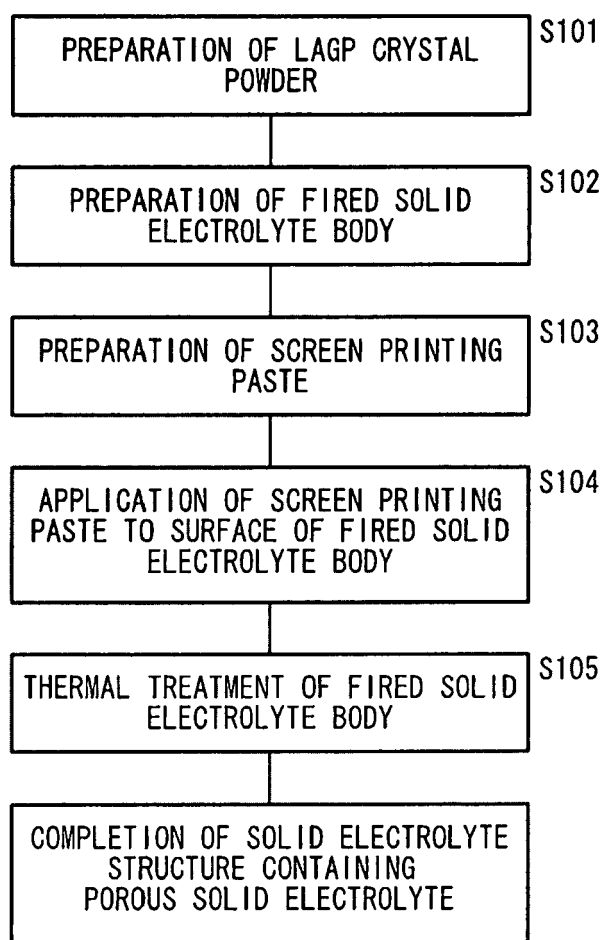 S101
PREPARATION OF LAGP CRYSTAL
POWDER
S102
PREPARATION OF FIRED SOLID
ELECTROLYTE BODY
S103
PREPARATION OF SCREEN PRINTING
PASTE
S104
APPLICATION OF SCREEN PRINTING
PASTE TO SURFACE OF FIRED SOLID
ELECTROLYTE BODY
S105
THERMAL TREATMENT OF FIRED SOLID
ELECTROLYTE BODY
COMPLETION OF SOLID ELECTROLYTE
STRUCTURE CONTAINING
POROUS SOLID ELECTROLYTE